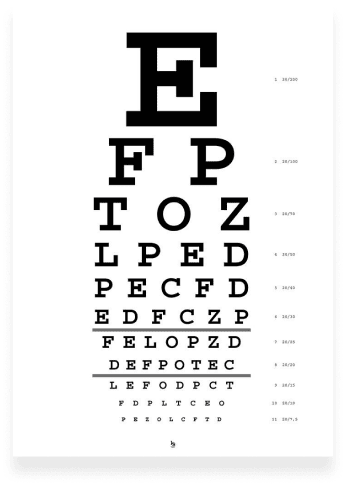 E 1 20/200
F P 2 20/100
T O Z 3 20/70
L P E D 4 20/50
P E C F D 5 20/40
E D F C Z P 6 20/30
F E L O P Z D 7 20/25
D E F P O T E C 8 20/20
L E F O D P C T 9 20/15
F D P L T C E O 10 20/10
P E Z O L C F T D 11 20/7.5